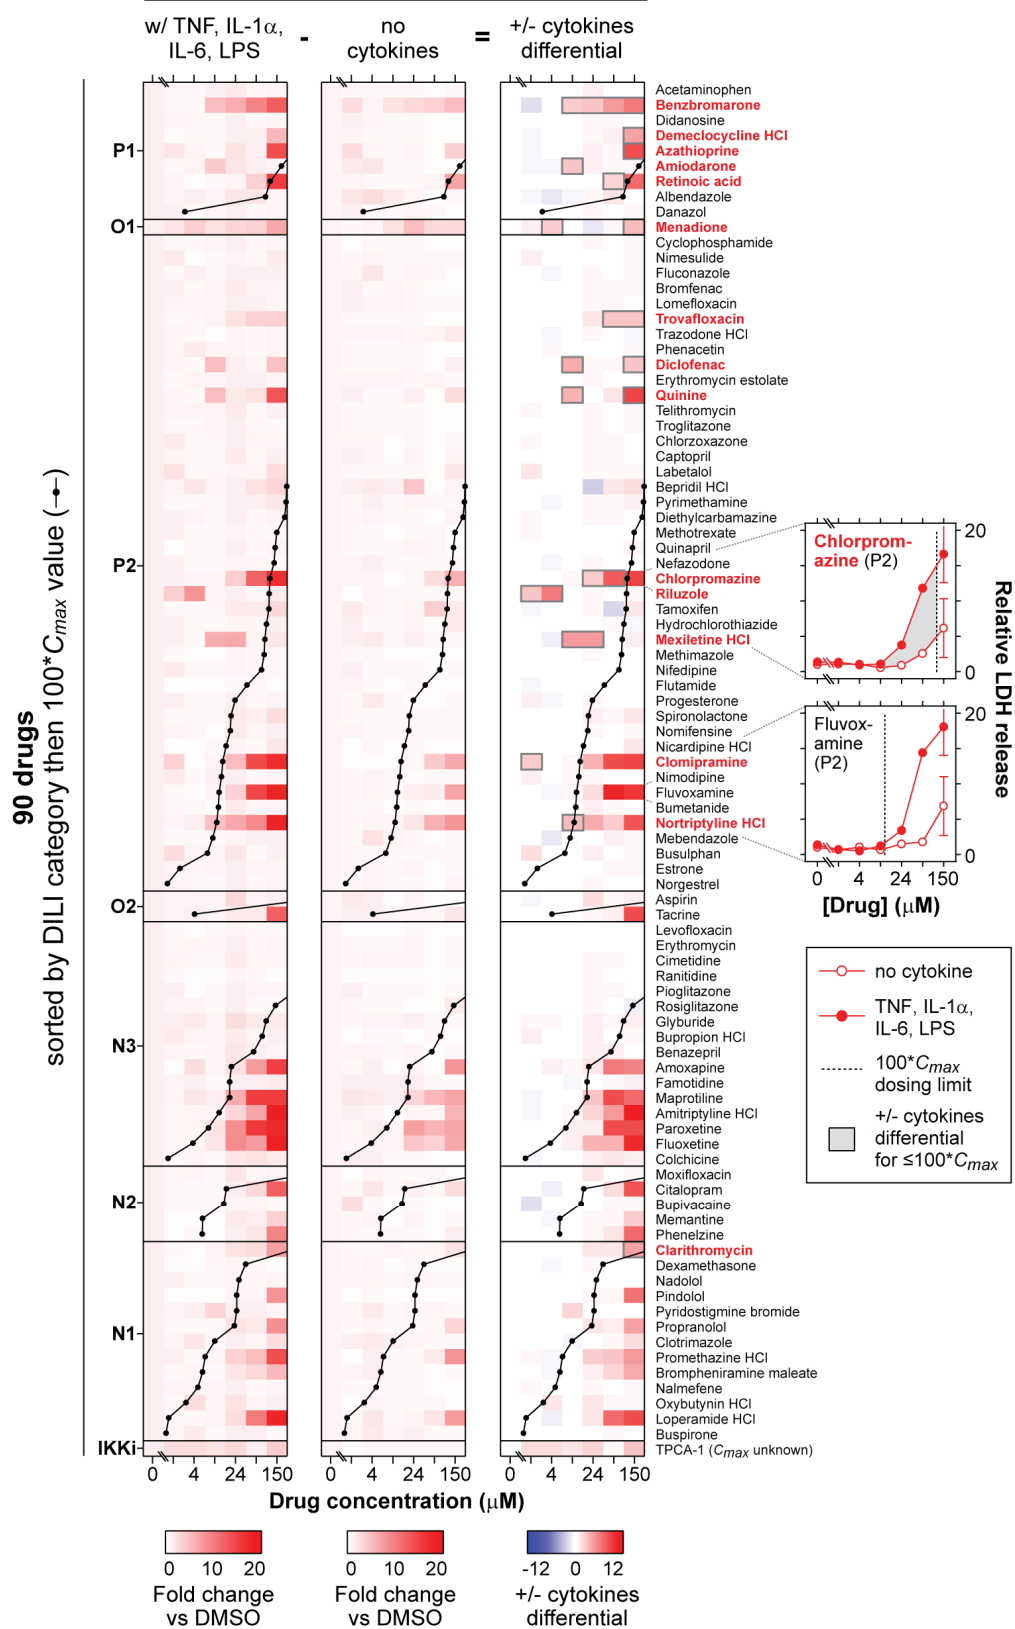 w/ TNF, IL-1α,
IL-6, LPS
-
no
cytokines
=
+/- cytokines
differential
90 drugs
sorted by DILI category then 100*Cmax value (-●-)
P1
O1
P2
O2
N3
N2
N1
IKKi
Acetaminophen
Benzbromarone
Didanosine
Demeclocycline HCl
Azathioprine
Amiodarone
Retinoic acid
Albendazole
Danazol
Menadione
Cyclophosphamide
Nimesulide
Fluconazole
Bromfenac
Lomefloxacin
Trovafloxacin
Trazodone HCl
Phenacetin
Diclofenac
Erythromycin estolate
Quinine
Telithromycin
Troglitazone
Chlorzoxazone
Captopril
Labetalol
Bepridil HCl
Pyrimethamine
Diethylcarbamazine
Methotrexate
Quinapril
Nefazodone
Chlorpromazine
Riluzole
Tamoxifen
Hydrochlorothiazide
Mexiletine HCl
Methimazole
Nifedipine
Flutamide
Progesterone
Spironolactone
Nomifensine
Nicardipine HCl
Clomipramine
Nimodipine
Fluvoxamine
Bumetanide
Nortriptyline HCl
Mebendazole
Busulphan
Estrone
Norgestrel
Aspirin
Tacrine
Levofloxacin
Erythromycin
Cimetidine
Ranitidine
Pioglitazone
Rosiglitazone
Glyburide
Bupropion HCl
Benazepril
Amoxapine
Famotidine
Maprotiline
Amitriptyline HCl
Paroxetine
Fluoxetine
Colchicine
Moxifloxacin
Citalopram
Bupivacaine
Memantine
Phenelzine
Clarithromycin
Dexamethasone
Nadolol
Pindolol
Pyridostigmine bromide
Propranolol
Clotrimazole
Promethazine HCl
Brompheniramine maleate
Nalmefene
Oxybutynin HCl
Loperamide HCl
Buspirone
TPCA-1 (Cmax unknown)
0 4 24 150
0 4 24 150
0 4 24 150
Drug concentration (μM)
0 10 20
Fold change
vs DMSO
0 10 20
Fold change
vs DMSO
-12 0 12
+/- cytokines
differential
Chlorprom-
azine (P2)
20
0
Fluvox-
amine
(P2)
20
0
Relative LDH release
0 4 24 150
[Drug] (μM)
no cytokine
TNF, IL-1α,
IL-6, LPS
100*Cmax
dosing limit
+/- cytokines
differential
for ≤100*Cmax